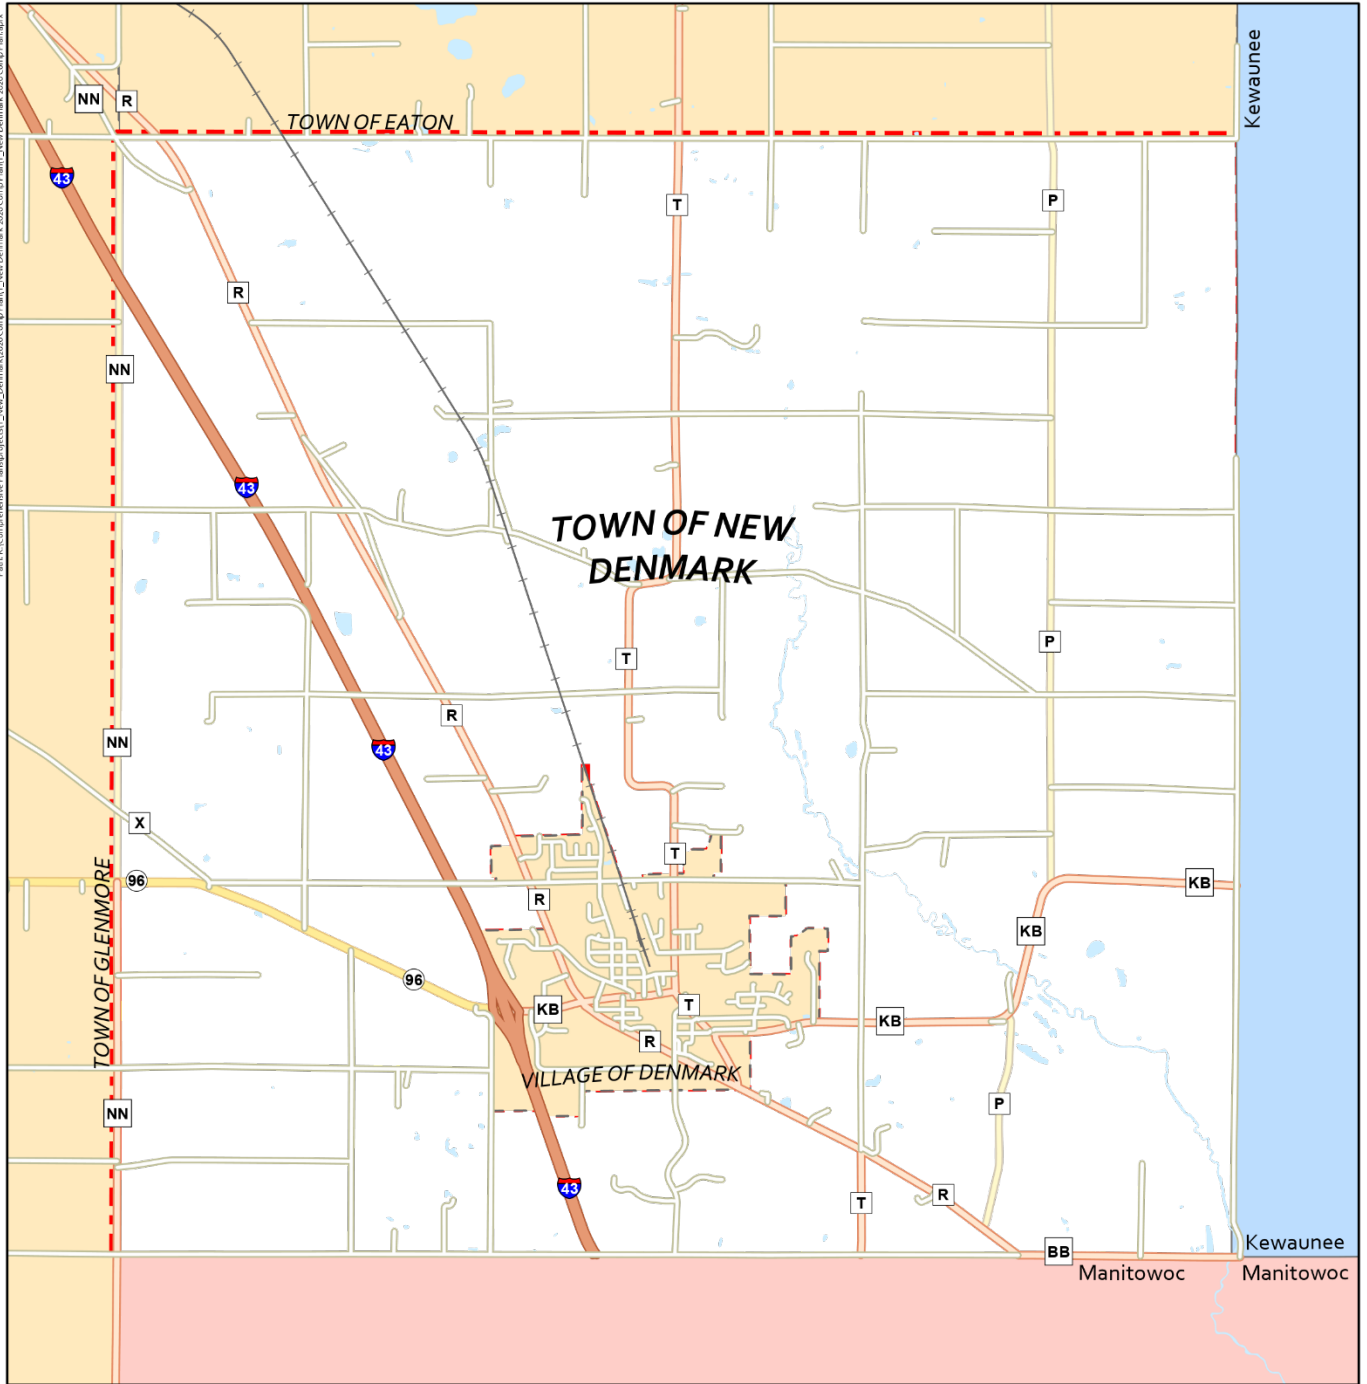 Kewaunee
NN
R
TOWN OF EATON
43
T
P
R
NN
43
TOWN OF NEW
DENMARK
P
T
R
NN
43
X
T
96
KB
R
TOWN OF GLENMORE
KB
96
KB
T
KB
R
VILLAGE OF DENMARK
P
NN
43
R
T
Kewaunee
BB
Manitowoc
Manitowoc